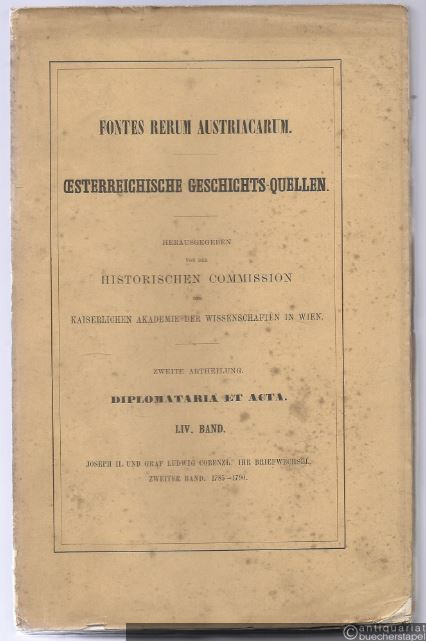 FONTES RERUM AUSTRIACARUM.
ŒSTERREICHISCHE GESCHICHTS-QUELLEN.
HERAUSGEGEBEN
VON DER
HISTORISCHEN COMMISSION
DER
KAISERLICHEN AKADEMIE DER WISSENSCHAFTEN IN WIEN.
ZWEITE ABTHEILUNG.
DIPLOMATARIA ET ACTA.
LIV. BAND.
JOSEPH II. UND GRAF LUDWIG COBENZL. IHR BRIEFWECHSEL.
ZWEITER BAND. 1785–1790.
antiquariat
buecherstapel